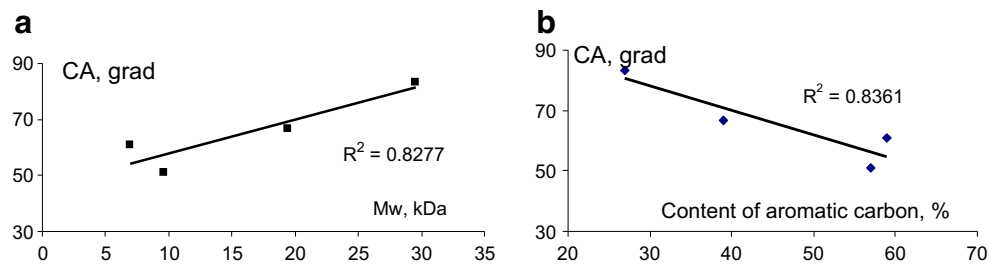 a
90
CA, grad
70
R² = 0.8277
50
Mw, kDa
30
0 5 10 15 20 25 30 35
b
90
CA, grad
R² = 0.8361
70
50
Content of aromatic carbon, %
30
20 30 40 50 60 70